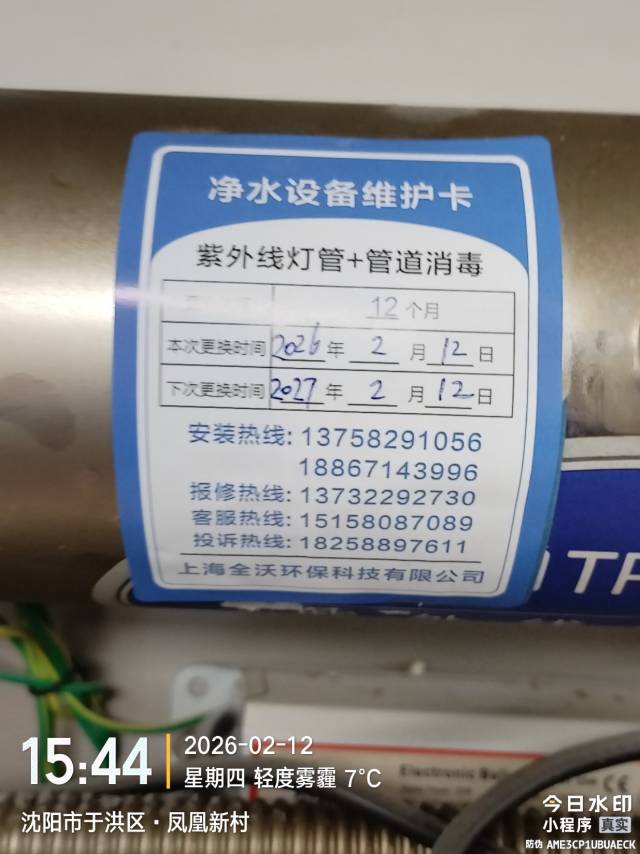 净水设备维护卡
紫外线灯管+管道消毒
12 个月
本次更换时间 2026 年 2 月 12 日
下次更换时间 2027 年 2 月 12 日
安装热线: 13758291056
18867143996
报修热线: 13732292730
客服热线: 15158087089
投诉热线: 18258897611
上海全沃环保科技有限公司
Electronic
CE
15:44
2026-02-12
星期四 轻度雾霾 7°C
沈阳市于洪区·凤凰新村
今日水印
小程序 真实
防伪 AME3CP1UBUAECK